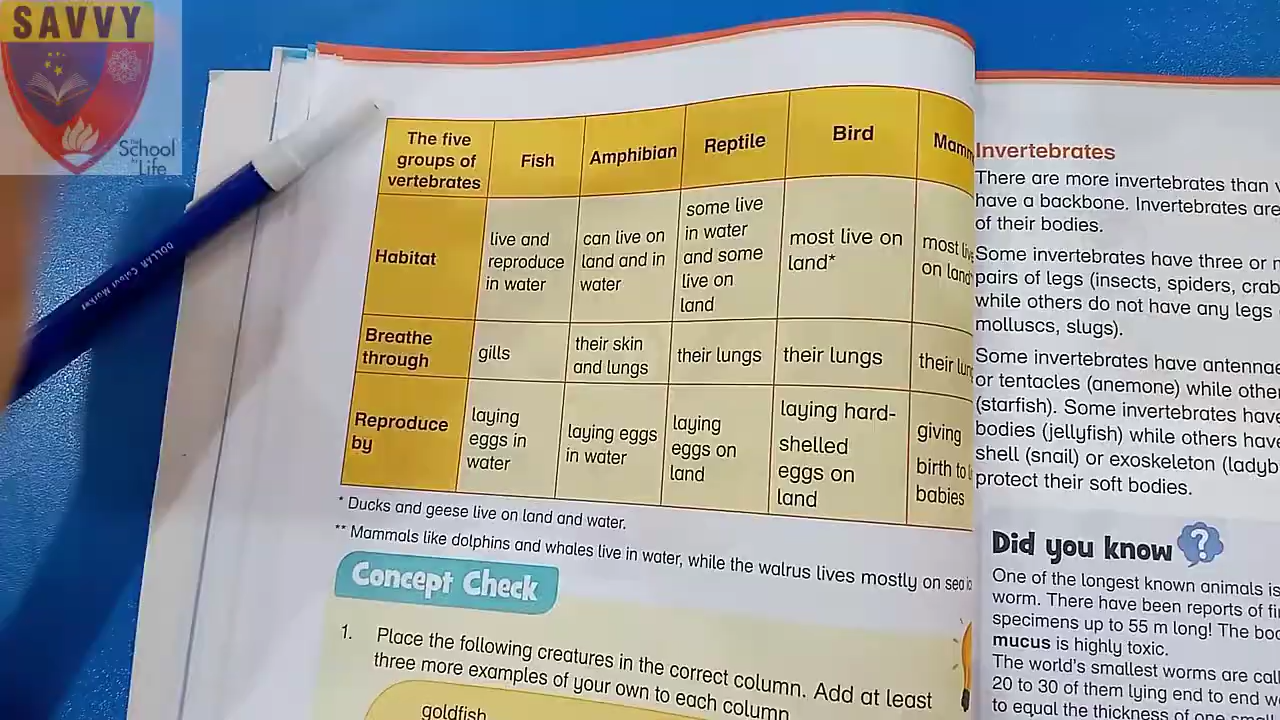 SAVVY
The School for Life
DOLLAR Colour Marker
The five
groups of
vertebrates
Fish
Amphibian
Reptile
Bird
Habitat
live and
reproduce
in water
can live on
land and in
water
some live
in water
and some
live on
land
most live on
land*
most
on land
Breathe
through
gills
their skin
and lungs
their lungs
their lungs
their
Reproduce
by
laying
eggs in
water
laying eggs
in water
laying
eggs on
land
laying hard-
shelled
eggs on
land
giving
birth to
babies
* Ducks and geese live on land and water.
** Mammals like dolphins and whales live in water, while the walrus lives mostly on sea
Concept Check
1. Place the following creatures in the correct column. Add at least
three more examples of your own to each column.
goldfish
Invertebrates
There are more invertebrates than
have a backbone. Invertebrates are
of their bodies.
Some invertebrates have three or
pairs of legs (insects, spiders,
while others do not have any legs
molluscs, slugs).
Some invertebrates have antennae
or tentacles (anemone) while
(starfish). Some invertebrates have
bodies (jellyfish) while others have
shell (snail) or exoskeleton
protect their soft bodies.
Did you know ?
One of the longest known animals is
worm. There have been reports of
specimens up to 55 m long! The
mucus is highly toxic.
The world's smallest worms are
20 to 30 of them lying end to end
to equal the thickness of